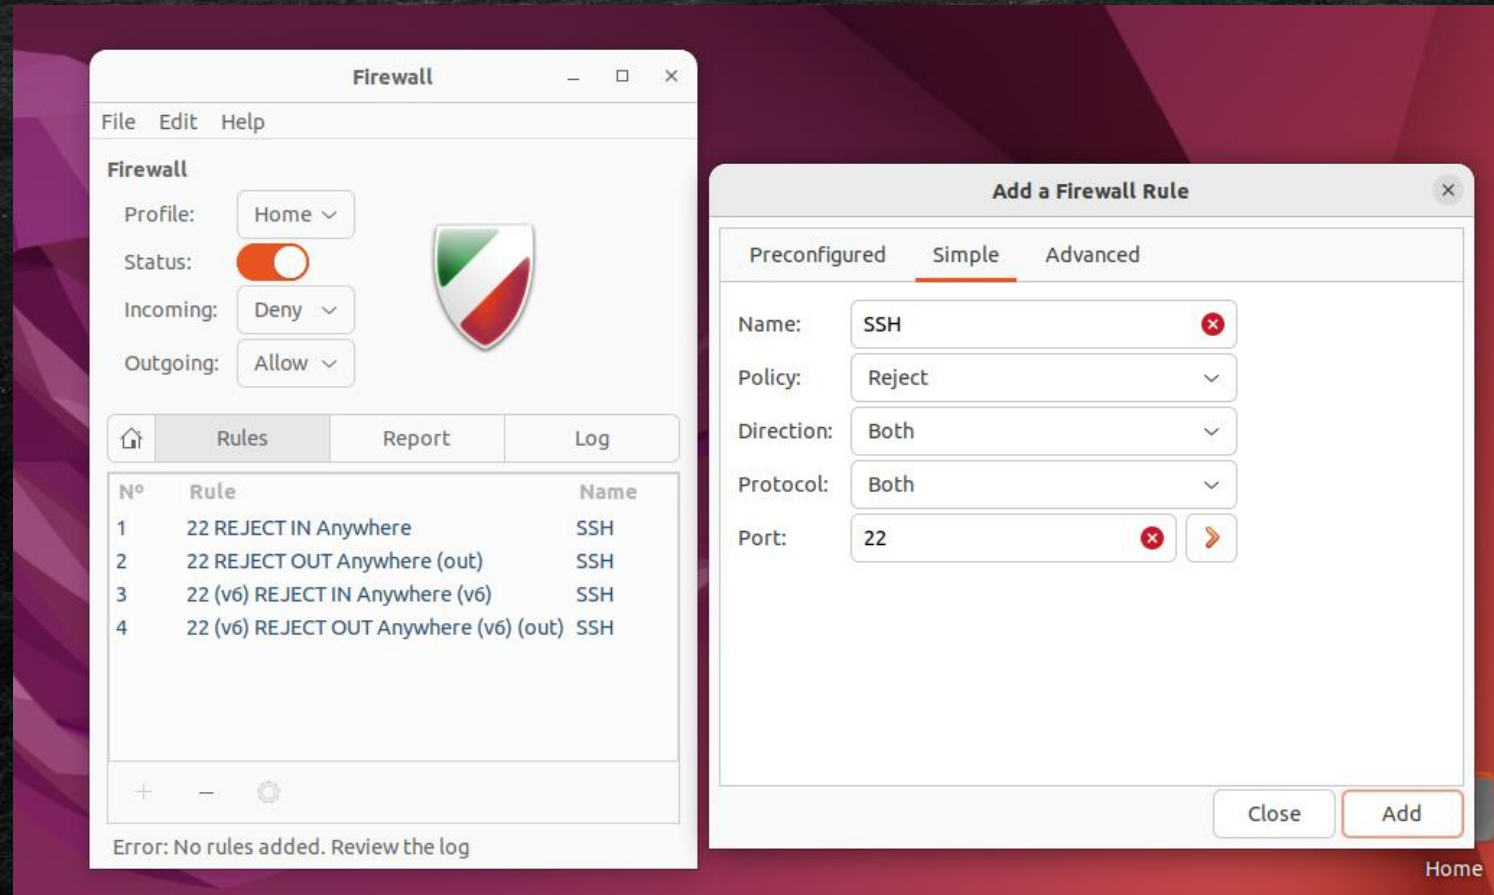 Firewall
File Edit Help
Firewall
Profile: Home
Status:
Incoming: Deny
Outgoing: Allow
Rules Report Log
Nº Rule Name
1 22 REJECT IN Anywhere SSH
2 22 REJECT OUT Anywhere (out) SSH
3 22 (v6) REJECT IN Anywhere (v6) SSH
4 22 (v6) REJECT OUT Anywhere (v6) (out) SSH
Error: No rules added. Review the log
Add a Firewall Rule
Preconfigured Simple Advanced
Name: SSH
Policy: Reject
Direction: Both
Protocol: Both
Port: 22
Close Add
Home